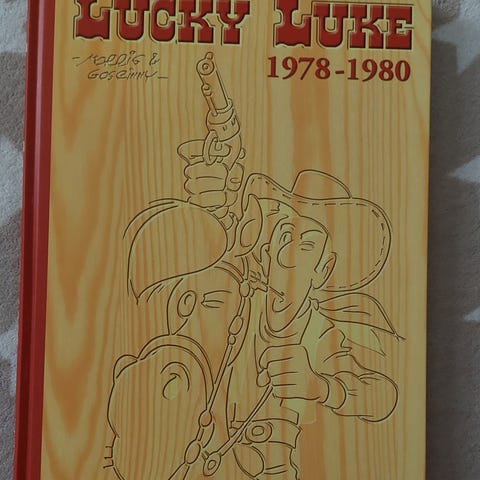 LUCKY LUKE
MORRIS &
GOSCINNY
1978-1980